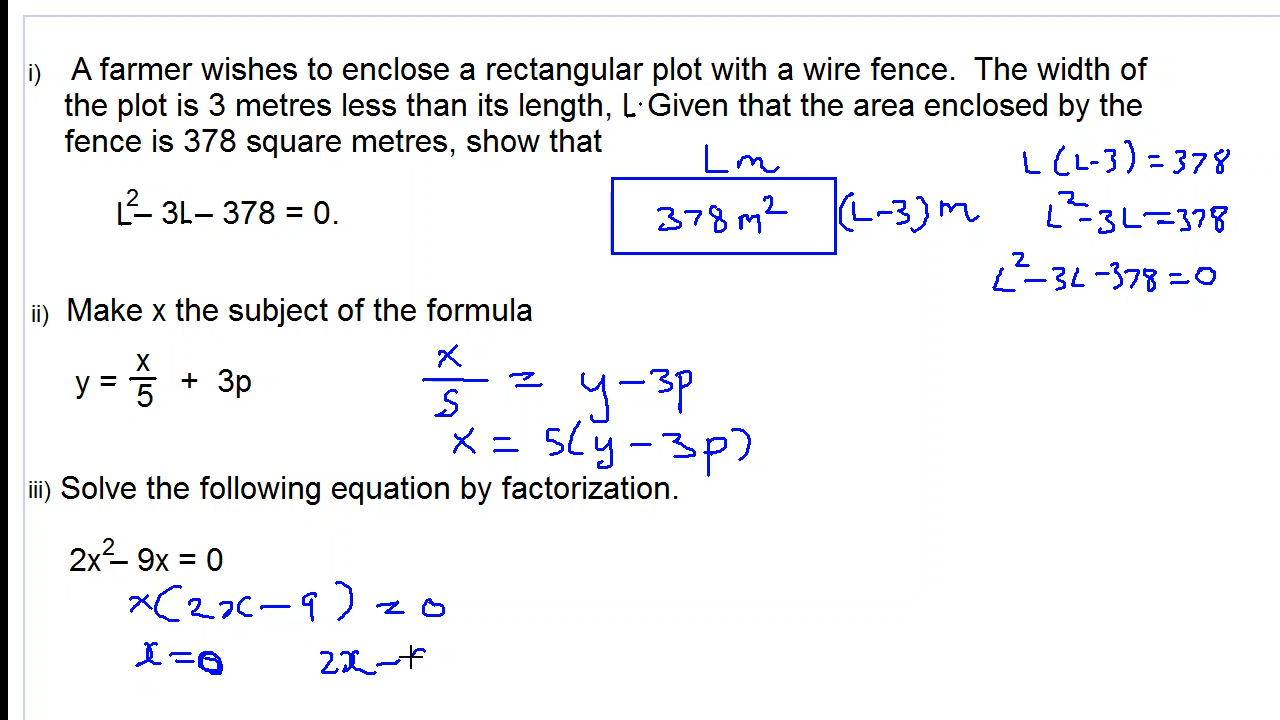 i) A farmer wishes to enclose a rectangular plot with a wire fence. The width of
the plot is 3 metres less than its length, L. Given that the area enclosed by the
fence is 378 square metres, show that
L m
L(L-3)=378
L² – 3L – 378 = 0.
378m²
(L-3)m
L²-3L=378
L²-3L-378=0
ii) Make x the subject of the formula
y = x/5 + 3p
x/5 = y-3p
x = 5(y-3p)
iii) Solve the following equation by factorization.
2x² – 9x = 0
x(2x-9) = 0
x=0 2x-